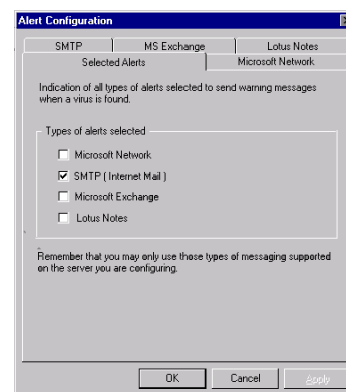 Alert Configuration
SMTP MS Exchange Lotus Notes
Selected Alerts Microsoft Network
Indication of all types of alerts selected to send warning messages
when a virus is found.
Types of alerts selected
Microsoft Network
SMTP ( Internet Mail )
Microsoft Exchange
Lotus Notes
Remember that you may only use those types of messaging supported
on the server you are configuring.
OK Cancel Apply